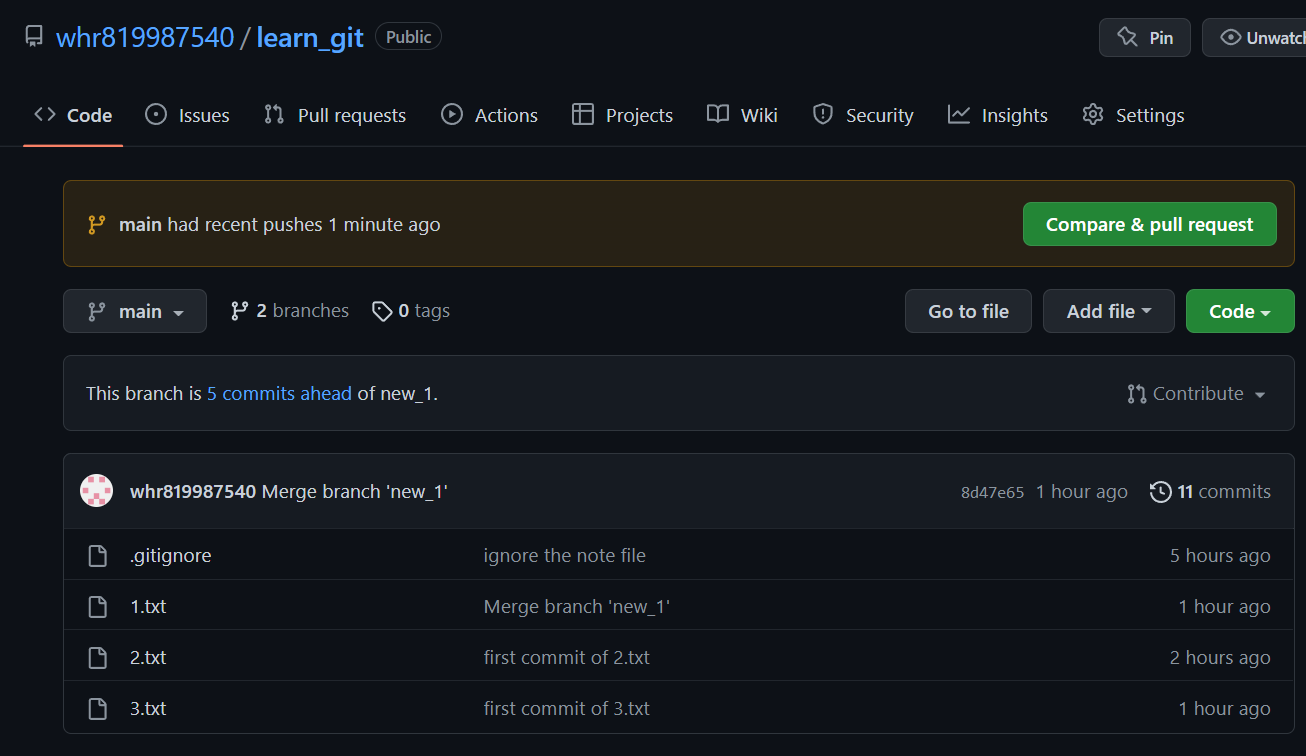 whr819987540 / learn_git Public Pin Unwatch
Code Issues Pull requests Actions Projects Wiki Security Insights Settings
main had recent pushes 1 minute ago Compare & pull request
main 2 branches 0 tags Go to file Add file Code
This branch is 5 commits ahead of new_1. Contribute
whr819987540 Merge branch 'new_1' 8d47e65 1 hour ago 11 commits
.gitignore ignore the note file 5 hours ago
1.txt Merge branch 'new_1' 1 hour ago
2.txt first commit of 2.txt 2 hours ago
3.txt first commit of 3.txt 1 hour ago